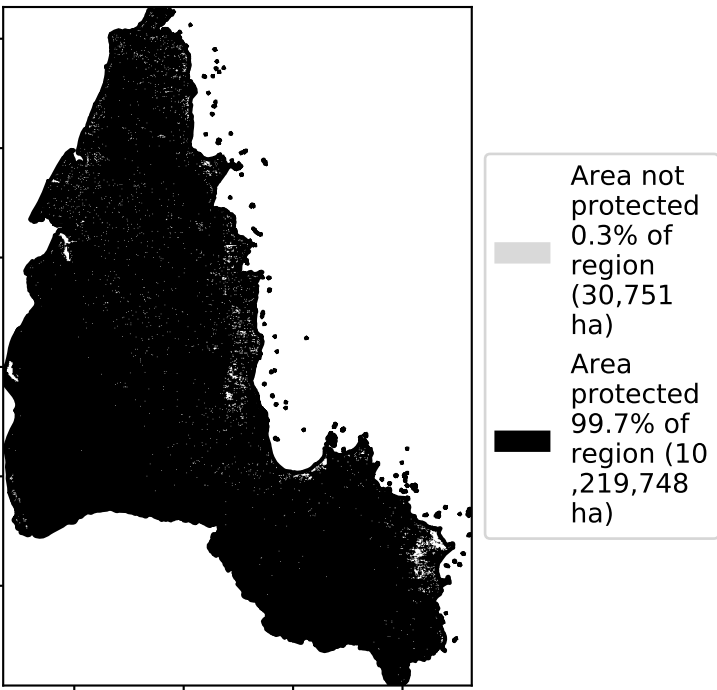 Area not
protected
0.3% of
region
(30,751
ha)
Area
protected
99.7% of
region (10
,219,748
ha)